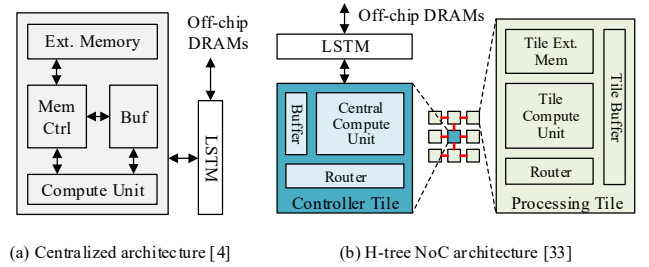 Off-chip
DRAMs
Ext. Memory
Mem
Ctrl
Buf
Compute Unit
LSTM
(a) Centralized architecture [4]
Off-chip DRAMs
LSTM
Buffer
Central
Compute
Unit
Router
Controller Tile
Tile Ext.
Mem
Tile
Compute
Unit
Router
Tile Buffer
Processing Tile
(b) H-tree NoC architecture [33]